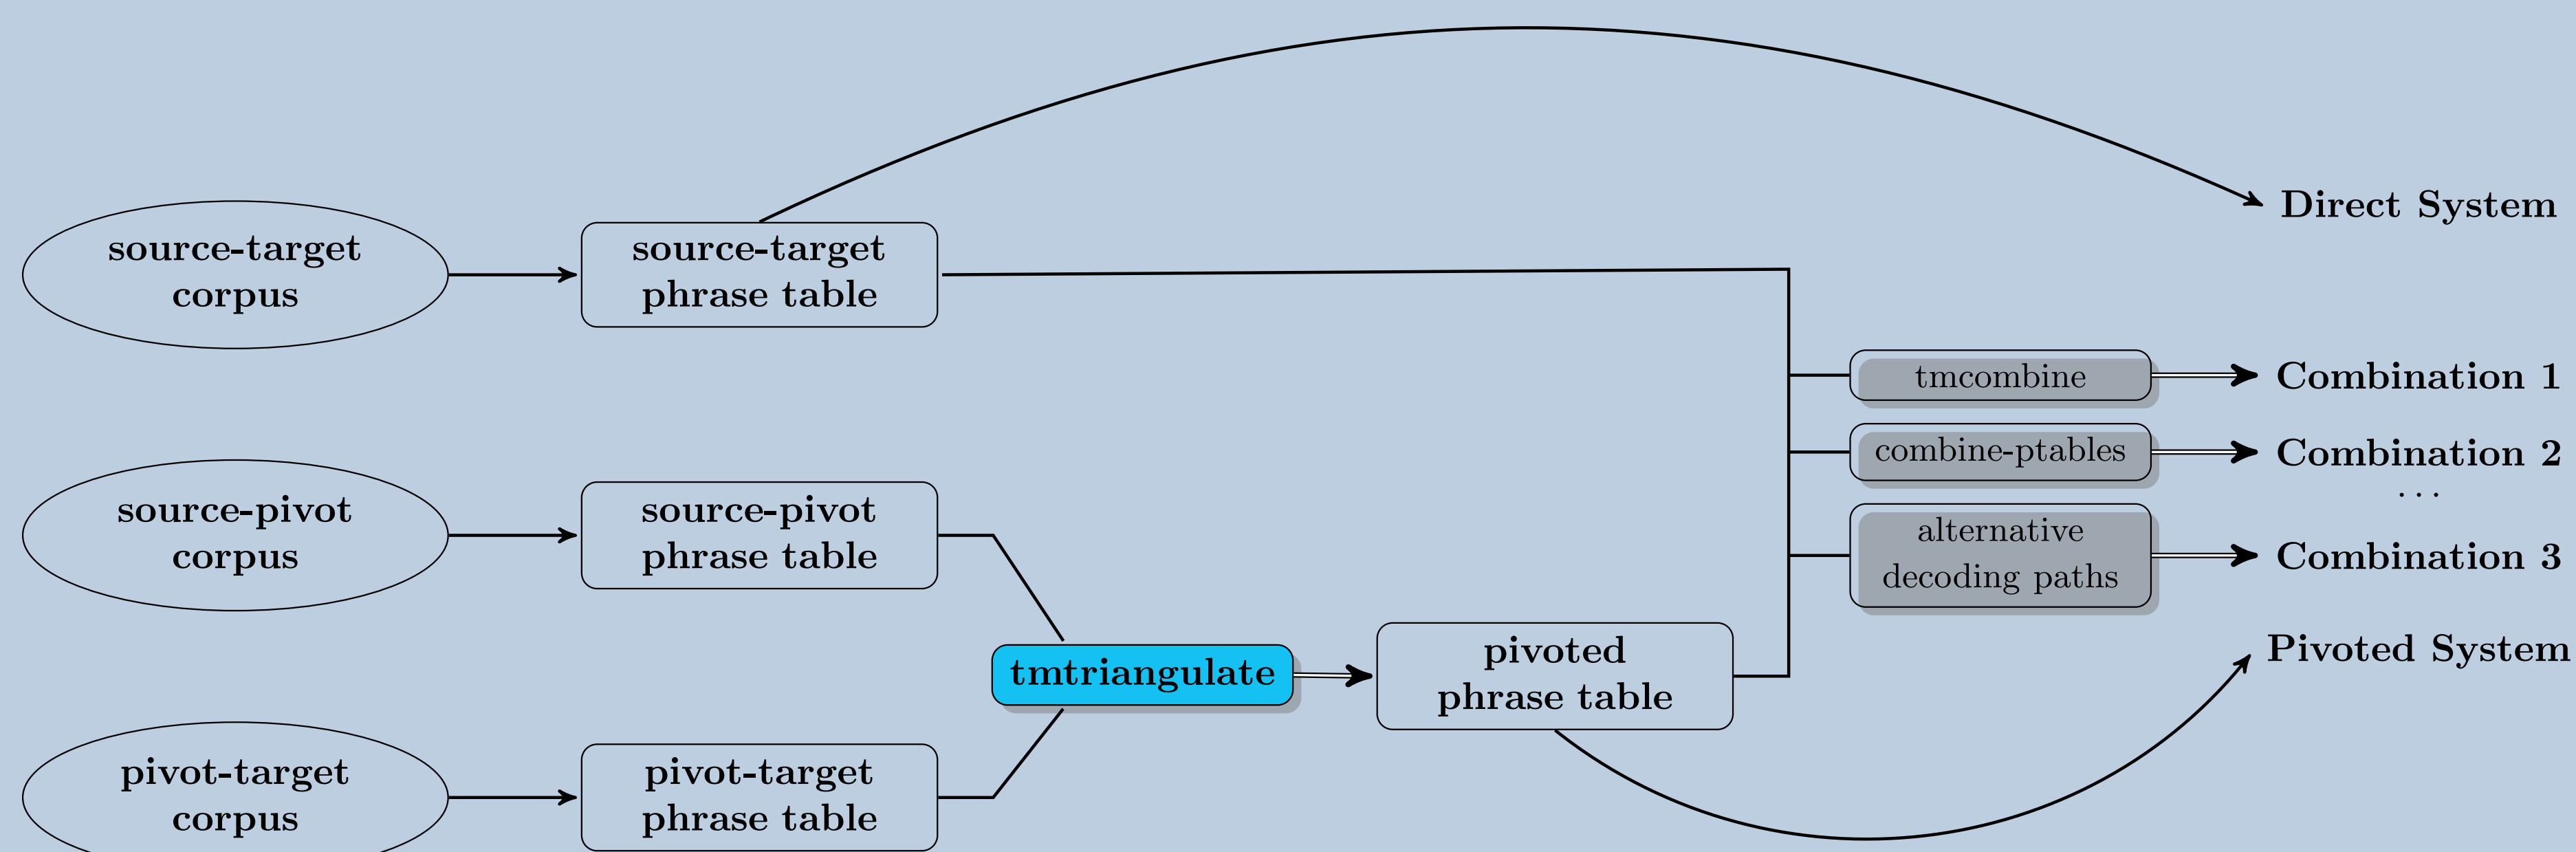 Direct System
source-target
corpus
source-target
phrase table
tmcombine
Combination 1
combine-ptables
Combination 2
...
source-pivot
corpus
source-pivot
phrase table
alternative
decoding paths
Combination 3
tmtriangulate
pivoted
phrase table
Pivoted System
pivot-target
corpus
pivot-target
phrase table